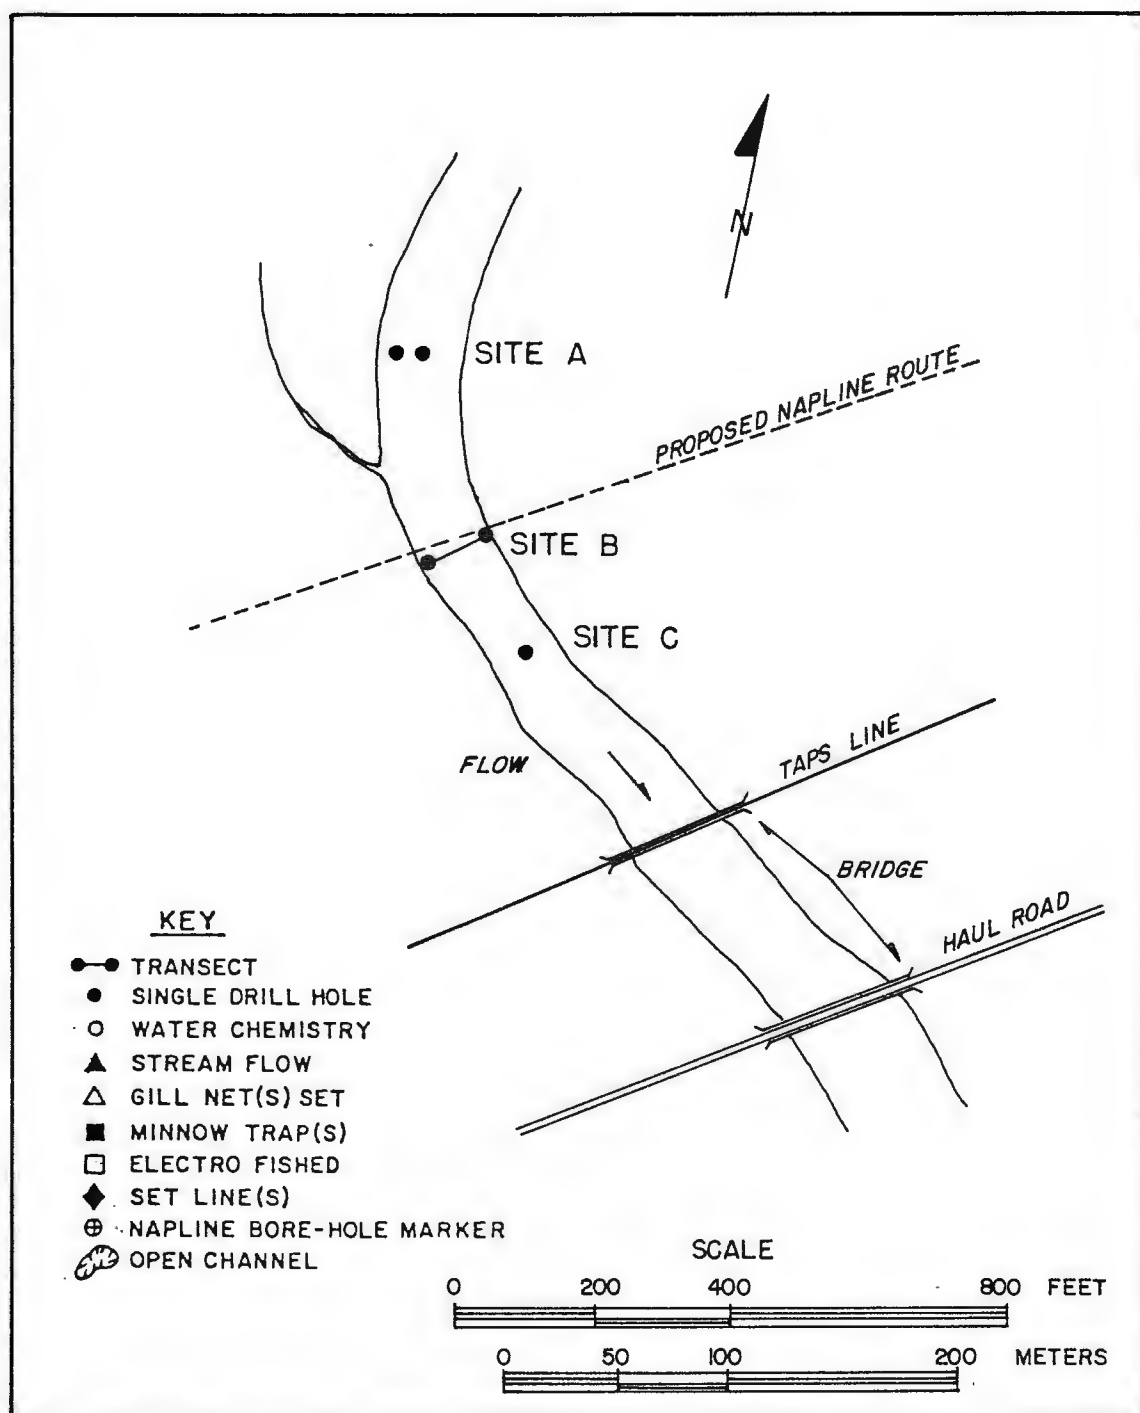 N
SITE A
PROPOSED NAPLINE ROUTE
SITE B
SITE C
FLOW
TAPS LINE
BRIDGE
HAUL ROAD
KEY
TRANSECT
SINGLE DRILL HOLE
WATER CHEMISTRY
STREAM FLOW
GILL NET(S) SET
MINNOW TRAP(S)
ELECTRO FISHED
SET LINE(S)
NAPLINE BORE-HOLE MARKER
OPEN CHANNEL
SCALE
0 200 400 800 FEET
0 50 100 200 METERS